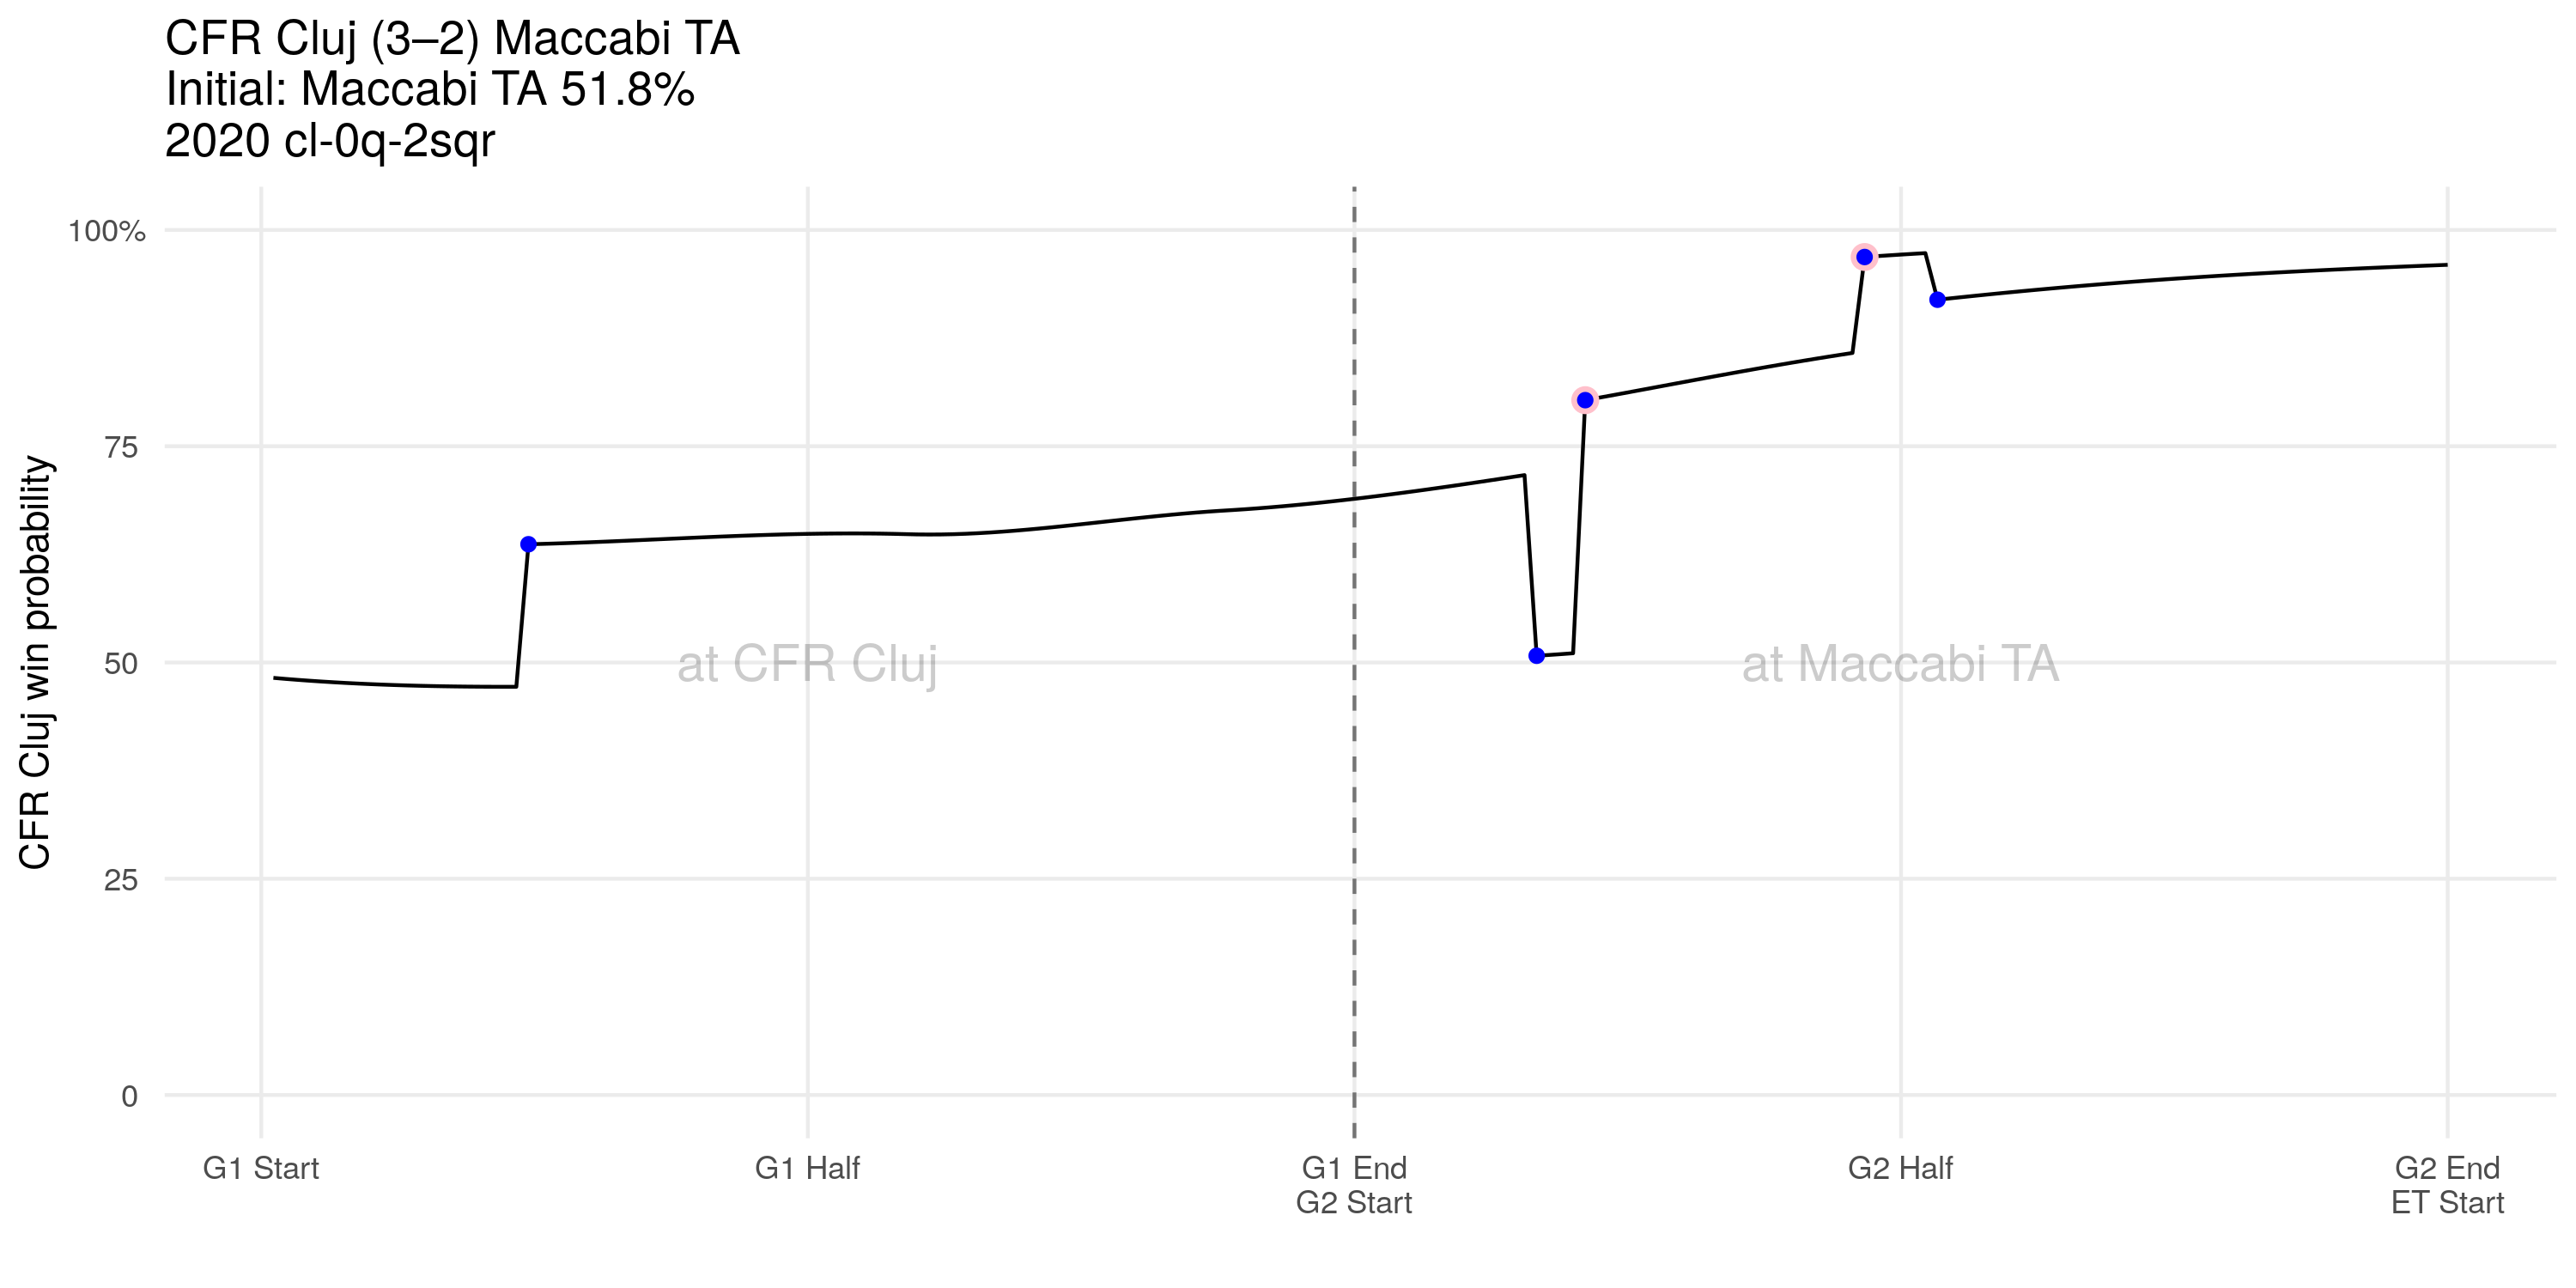 CFR Cluj (3–2) Maccabi TA
Initial: Maccabi TA 51.8%
2020 cl-0q-2sqr
CFR Cluj win probability
100%
75
50
25
0
at CFR Cluj
at Maccabi TA
G1 Start
G1 Half
G1 End
G2 Start
G2 Half
G2 End
ET Start